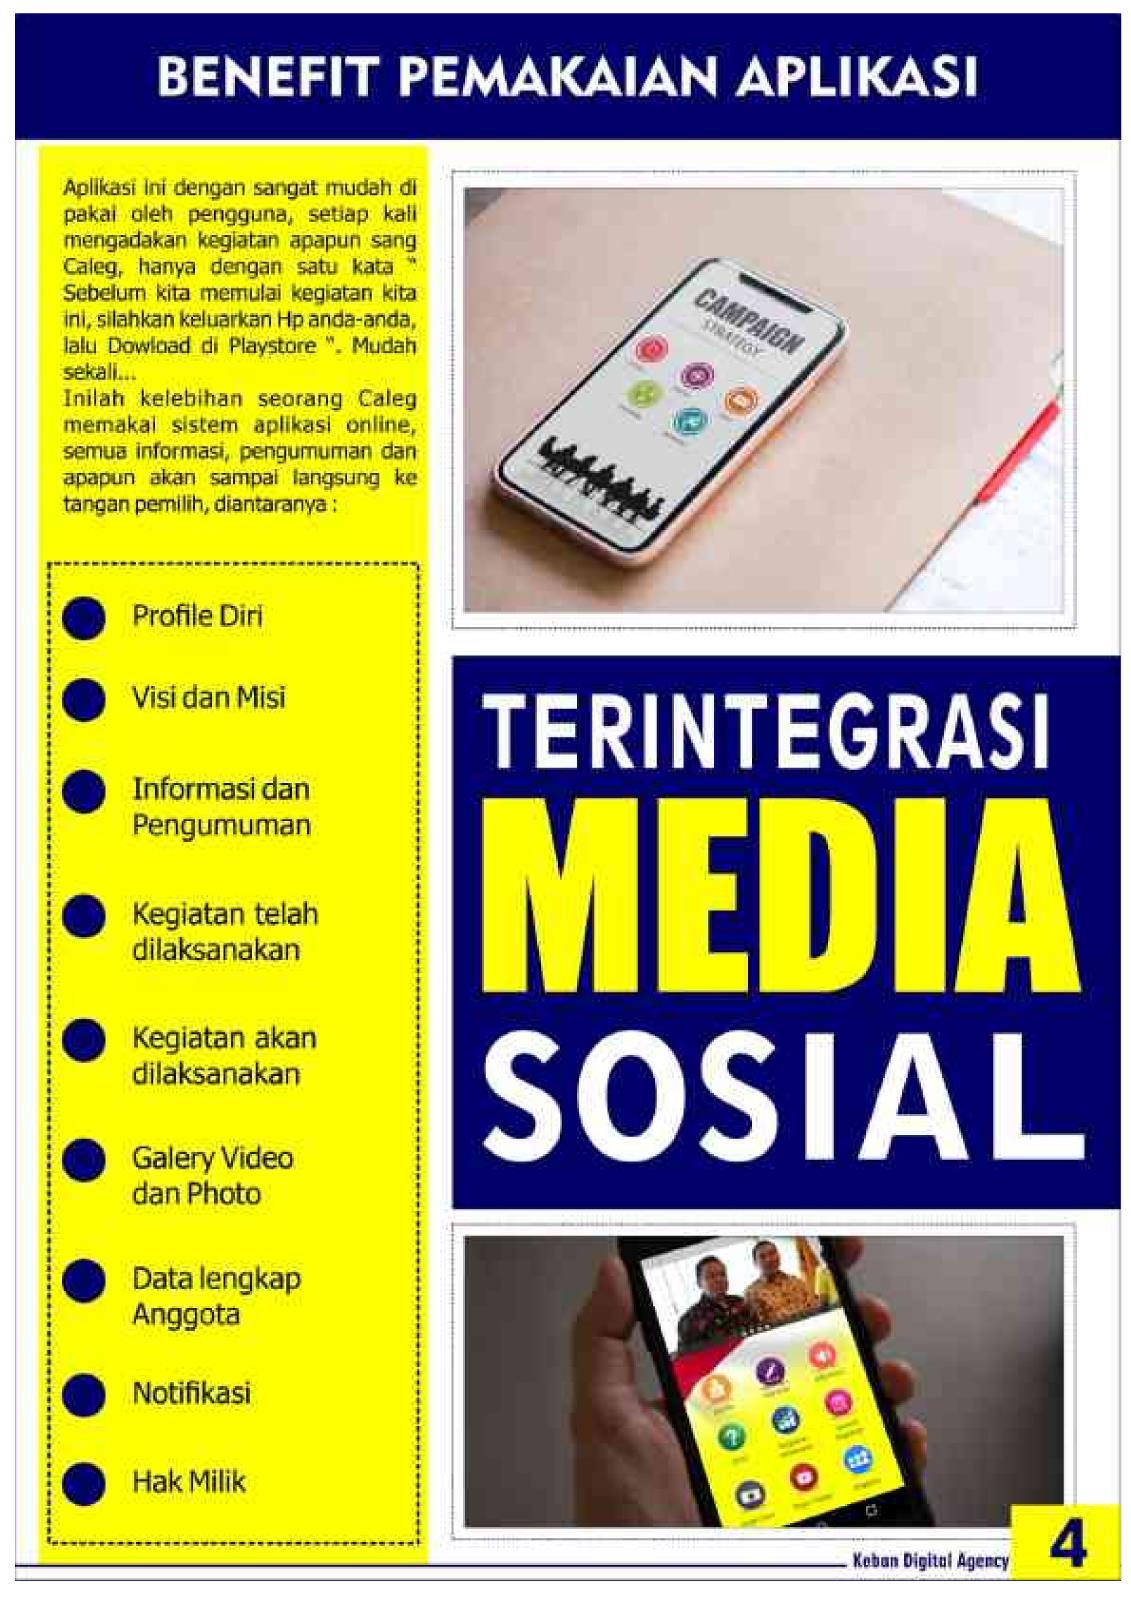 BENEFIT PEMAKAIAN APLIKASI
Aplikasi ini dengan sangat mudah di
pakai oleh pengguna, setiap kali
mengadakan kegiatan apapun sang
Caleg, hanya dengan satu kata “
Sebelum kita memulai kegiatan kita
ini, silahkan keluarkan Hp anda-anda,
lalu Dowload di Playstore “. Mudah
sekali...
Inilah kelebihan seorang Caleg
memakai sistem aplikasi online,
semua informasi, pengumuman dan
apapun akan sampai langsung ke
tangan pemilih, diantaranya :
Profile Diri
Visi dan Misi
Informasi dan
Pengumuman
Kegiatan telah
dilaksanakan
Kegiatan akan
dilaksanakan
Galery Video
dan Photo
Data lengkap
Anggota
Notifikasi
Hak Milik
CAMPAIGN
STRATEGY
TERINTEGRASI
MEDIA
SOSIAL
Keban Digital Agency
4